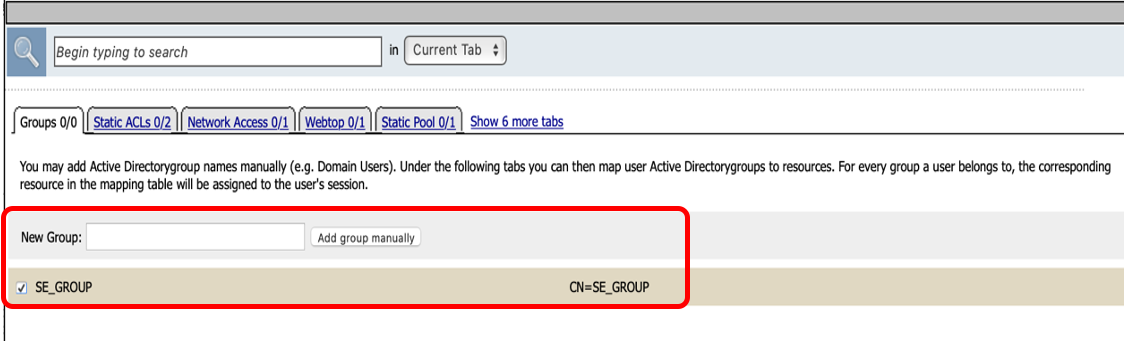 Begin typing to search in Current Tab
Groups 0/0 Static ACLs 0/2 Network Access 0/1 Webtop 0/1 Static Pool 0/1 Show 6 more tabs
You may add Active Directorygroup names manually (e.g. Domain Users). Under the following tabs you can then map user Active Directorygroups to resources. For every group a user belongs to, the corresponding
resource in the mapping table will be assigned to the user's session.
New Group: Add group manually
SE_GROUP CN=SE_GROUP